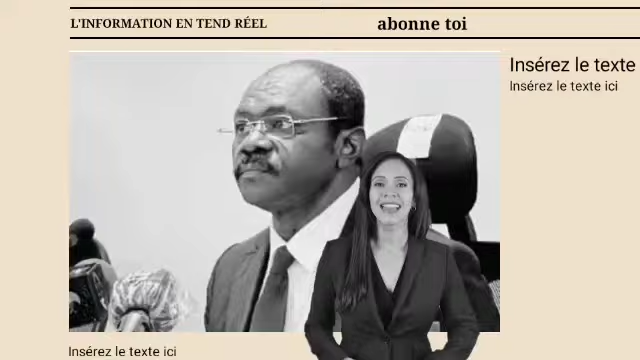 L'INFORMATION EN TEND RÉEL
abonne toi
Insérez le texte
Insérez le texte ici
Insérez le texte ici